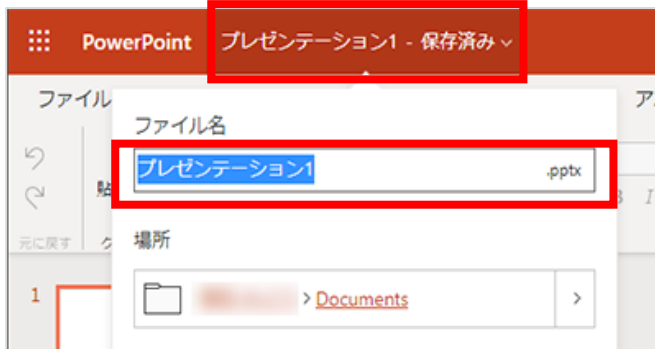 PowerPoint プレゼンテーション1 - 保存済み
ファイル
ファイル名
プレゼンテーション1 .pptx
元に戻す
場所
> Documents >
1